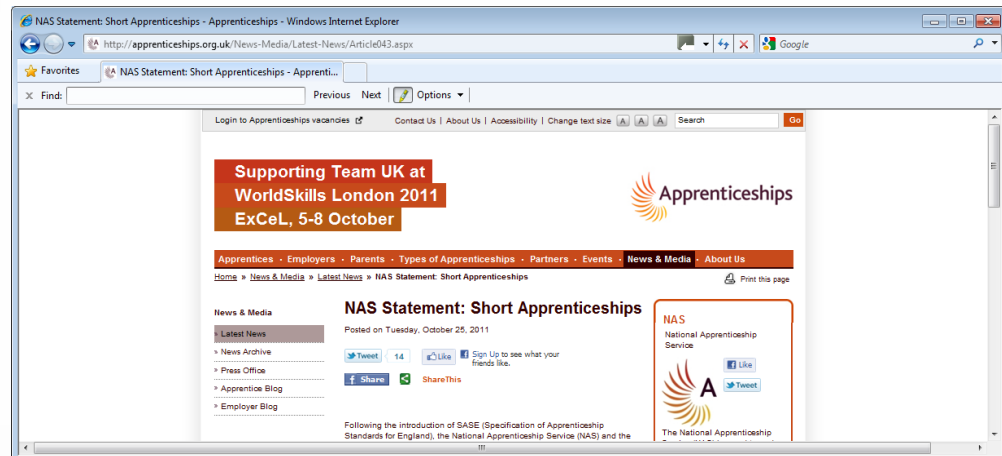 NAS Statement: Short Apprenticeships - Apprenticeships - Windows Internet Explorer
http://apprenticeships.org.uk/News-Media/Latest-News/Article043.aspx
Google
Favorites
NAS Statement: Short Apprenticeships - Apprenti...
x Find:
Previous Next Options
Login to Apprenticeships vacancies
Contact Us | About Us | Accessibility | Change text size A A A
Search
Go
Supporting Team UK at
WorldSkills London 2011
ExCeL, 5-8 October
Apprenticeships
Apprentices · Employers · Parents · Types of Apprenticeships · Partners · Events · News & Media · About Us
Home » News & Media » Latest News » NAS Statement: Short Apprenticeships
Print this page
News & Media
» Latest News
» News Archive
» Press Office
» Apprentice Blog
» Employer Blog
NAS Statement: Short Apprenticeships
Posted on Tuesday, October 25, 2011
Tweet 14 Like Sign Up to see what your
friends like.
f Share ShareThis
Following the introduction of SASE (Specification of Apprenticeship
Standards for England), the National Apprenticeship Service (NAS) and the
NAS
National Apprenticeship
Service
Like
Tweet
A
The National Apprenticeship